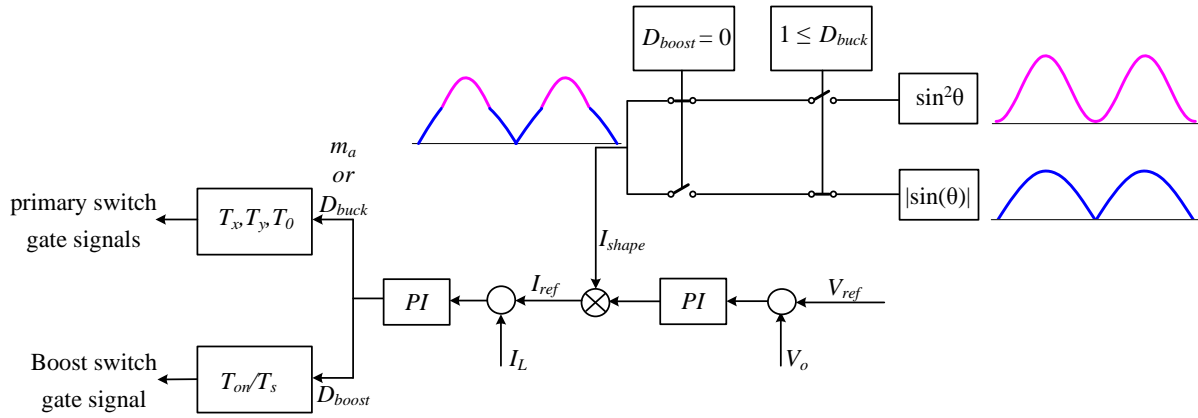 D_boost = 0
1 ≤ D_buck
sin²θ
|sin(θ)|
m_a
or
D_buck
primary switch
gate signals
T_x,T_y,T_0
I_shape
I_ref
V_ref
PI
PI
I_L
V_o
Boost switch
gate signal
T_on/T_s
D_boost